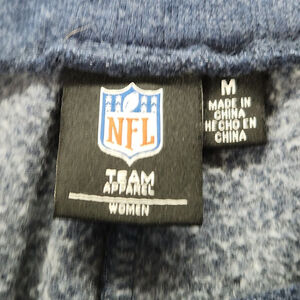 NFL
TEAM
APPAREL
WOMEN
M
MADE IN
CHINA
HECHO EN
CHINA